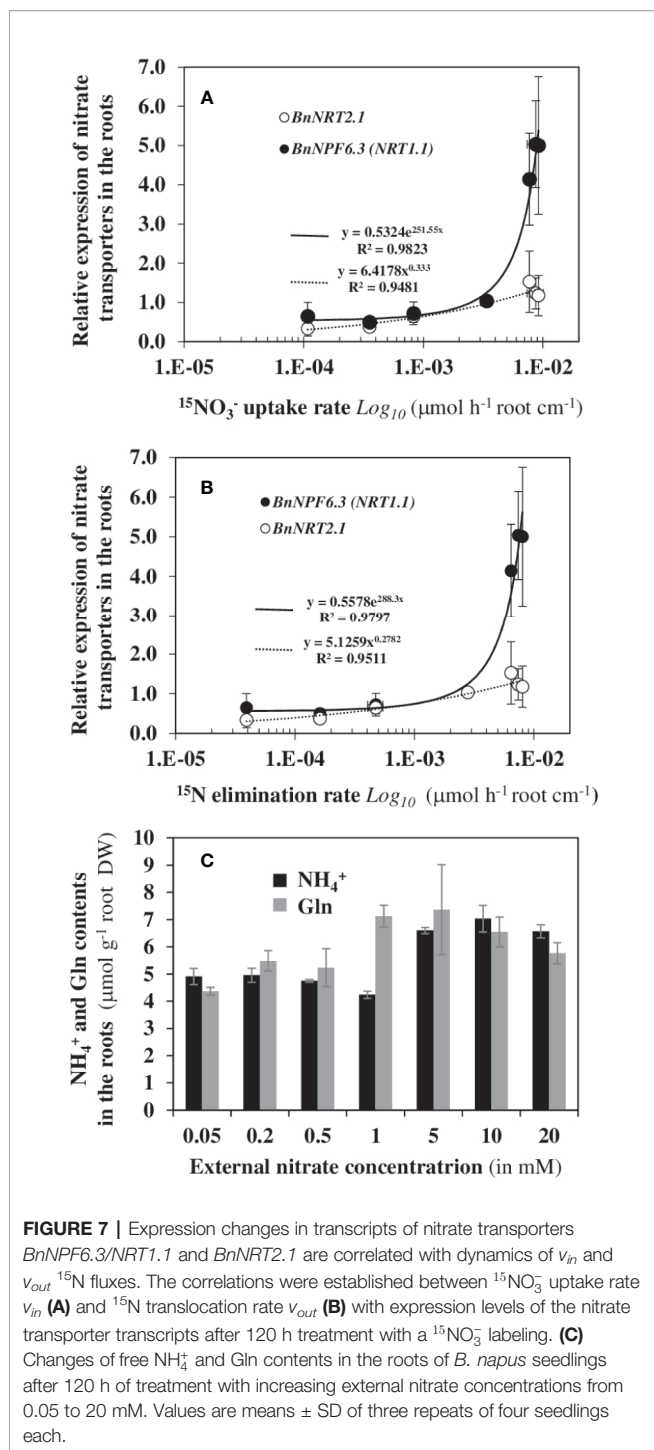 Relative expression of nitrate
transporters in the roots
7.0
6.0
5.0
4.0
3.0
2.0
1.0
0.0
A
BnNRT2.1
BnNPF6.3 (NRT1.1)
y = 0.5324e^251.55x
R² = 0.9823
y = 6.4178x^0.333
R² = 0.9481
1.E-05 1.E-04 1.E-03 1.E-02
¹⁵NO₃⁻ uptake rate Log₁₀ (µmol h⁻¹ root cm⁻¹)
Relative expression of nitrate
transporters in the roots
7.0
6.0
5.0
4.0
3.0
2.0
1.0
0.0
B
BnNPF6.3 (NRT1.1)
BnNRT2.1
y = 0.5578e^288.3x
R² = 0.9797
y = 5.1259x^0.2782
R² = 0.9511
1.E-05 1.E-04 1.E-03 1.E-02
¹⁵N elimination rate Log₁₀ (µmol h⁻¹ root cm⁻¹)
NH₄⁺ and Gln contents
in the roots (µmol g⁻¹ root DW)
10
9
8
7
6
5
4
3
2
1
0
C
NH₄⁺
Gln
0.05 0.2 0.5 1 5 10 20
External nitrate concentratrion (in mM)
FIGURE 7 | Expression changes in transcripts of nitrate transporters
BnNPF6.3/NRT1.1 and BnNRT2.1 are correlated with dynamics of v_in and
v_out ¹⁵N fluxes. The correlations were established between ¹⁵NO₃⁻ uptake rate
v_in (A) and ¹⁵N translocation rate v_out (B) with expression levels of the nitrate
transporter transcripts after 120 h treatment with a ¹⁵NO₃⁻ labeling. (C)
Changes of free NH₄⁺ and Gln contents in the roots of B. napus seedlings
after 120 h of treatment with increasing external nitrate concentrations from
0.05 to 20 mM. Values are means ± SD of three repeats of four seedlings
each.